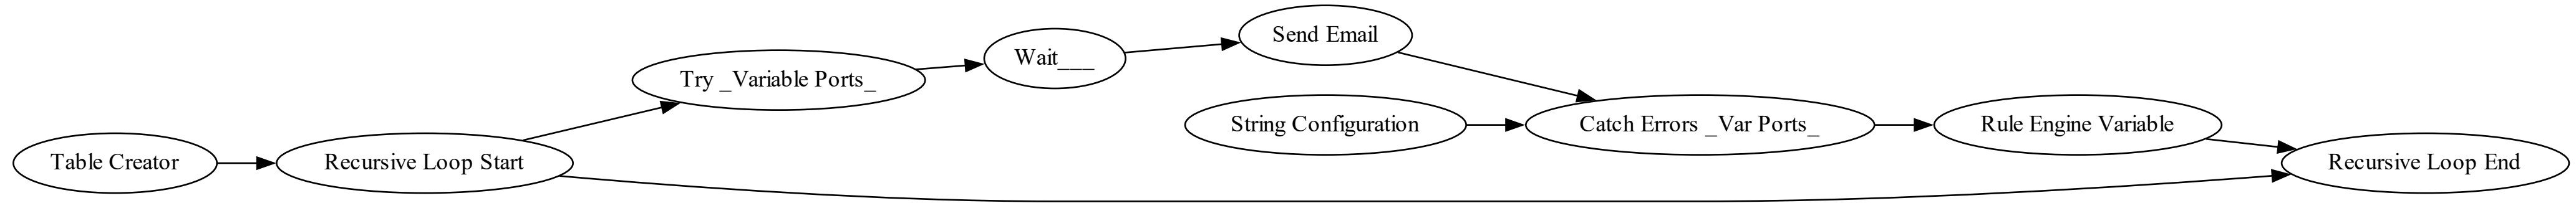 Send Email
Wait___
Try _Variable Ports_
String Configuration
Catch Errors _Var Ports_
Rule Engine Variable
Table Creator
Recursive Loop Start
Recursive Loop End